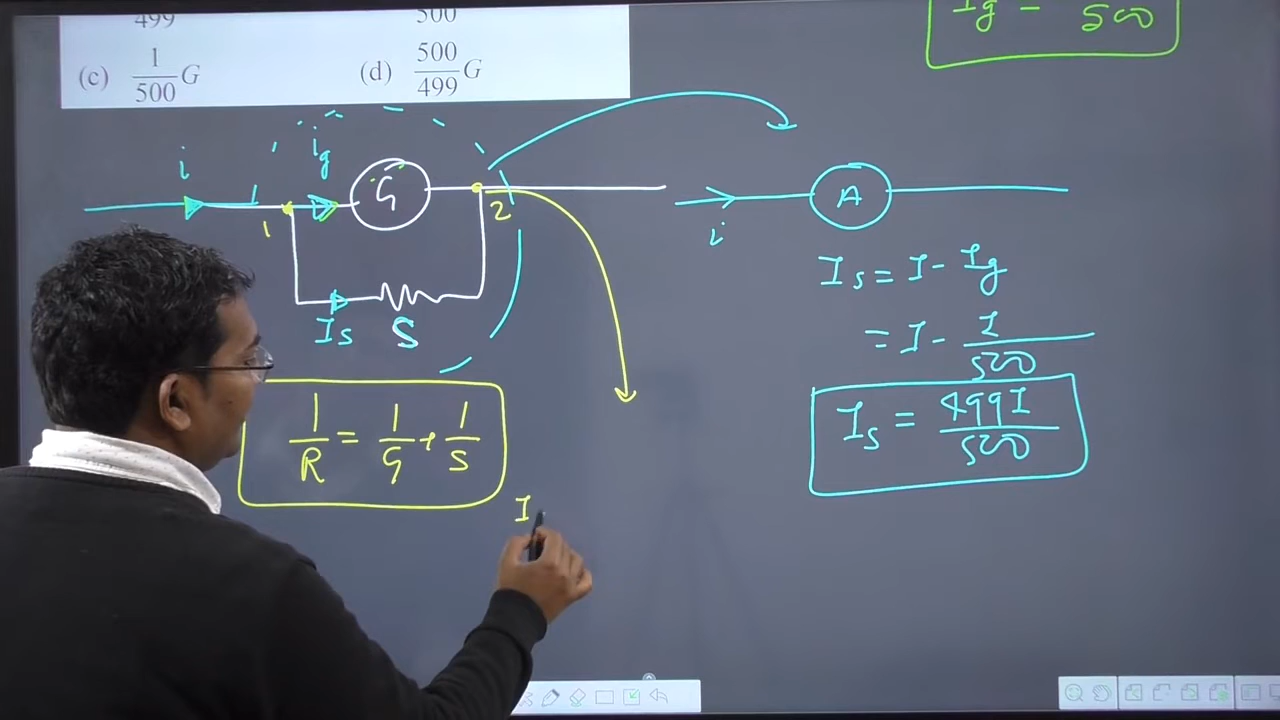 499
500
(c) 1/500 G (d) 500/499 G
Ig = 500
i
ig
G
1
2
Is S
A
i
Is = I - Ig
= I - I/500
Is = 499I/500
1/R = 1/G + 1/S
I